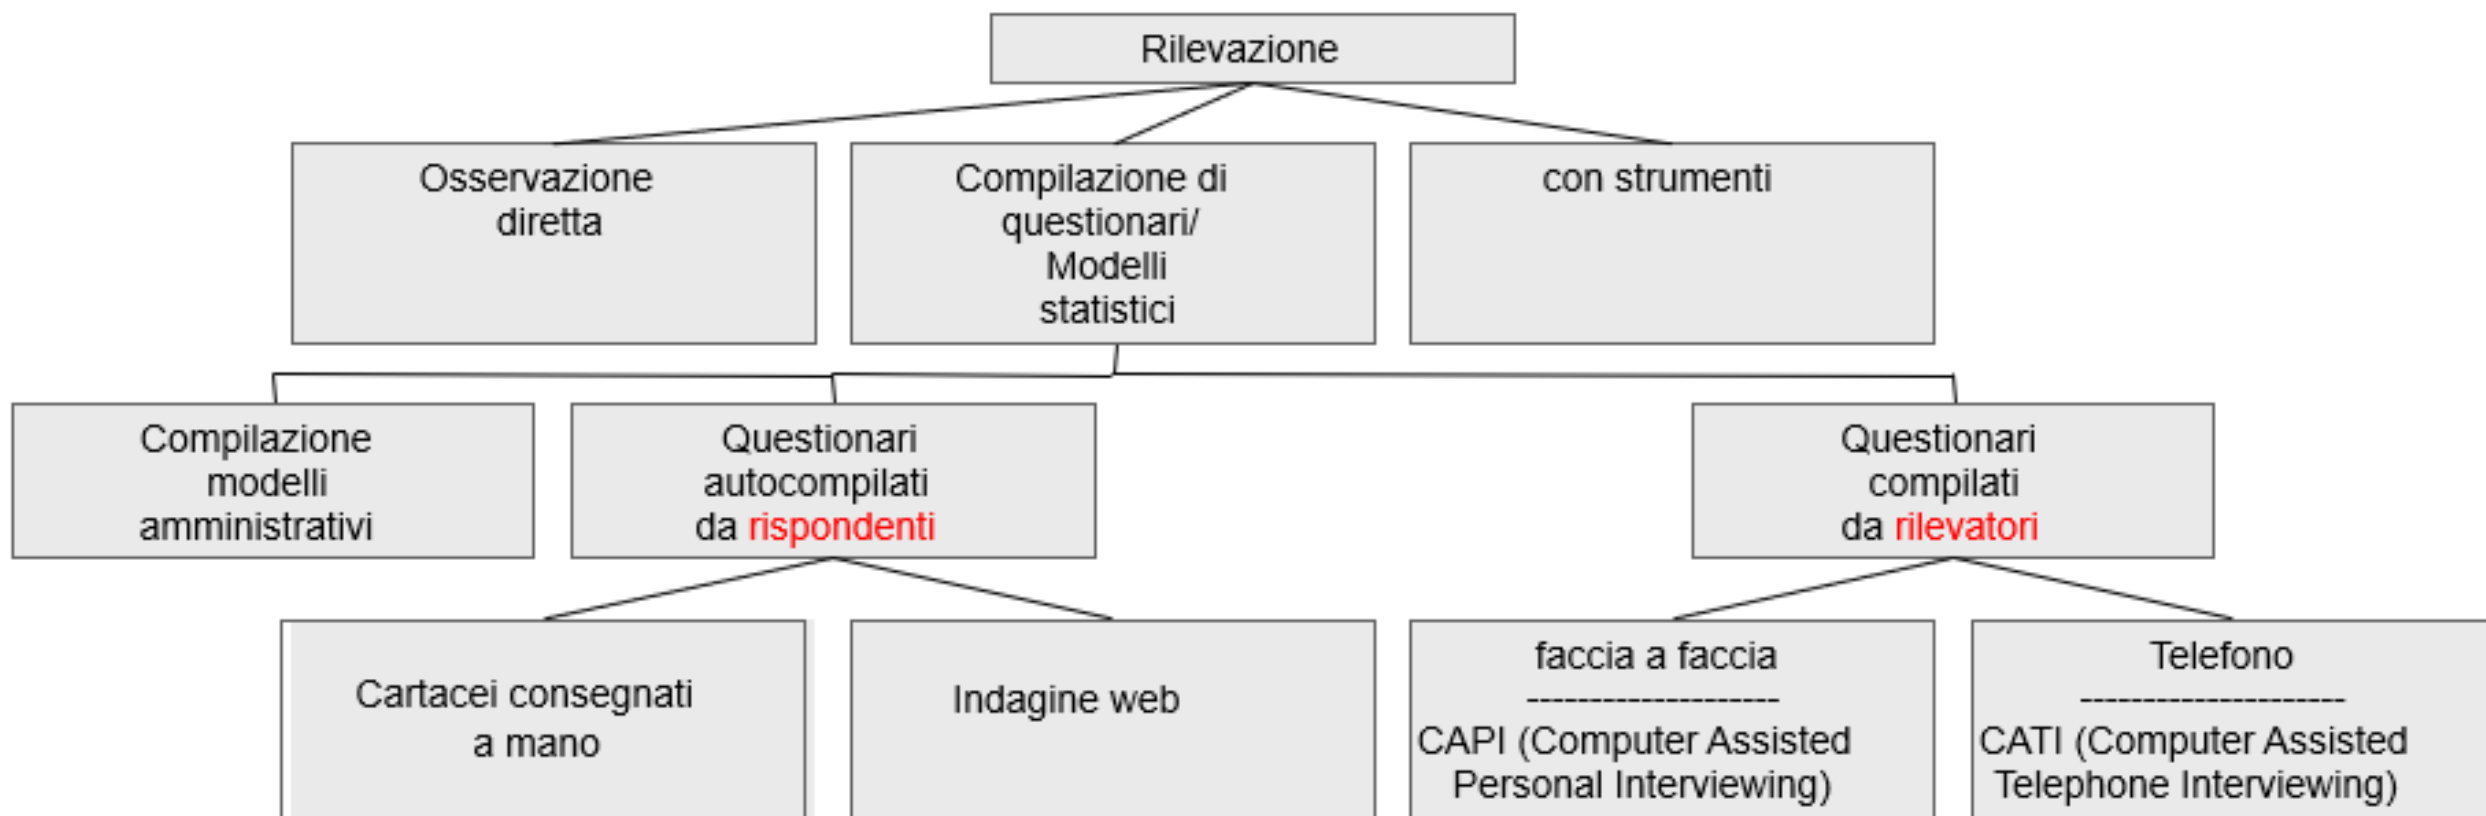 Rilevazione
Osservazione
diretta
Compilazione di
questionari/
Modelli
statistici
con strumenti
Compilazione
modelli
amministrativi
Questionari
autocompilati
da rispondenti
Questionari
compilati
da rilevatori
Cartacei consegnati
a mano
Indagine web
faccia a faccia
--------------------
CAPI (Computer Assisted
Personal Interviewing)
Telefono
---------------------
CATI (Computer Assisted
Telephone Interviewing)